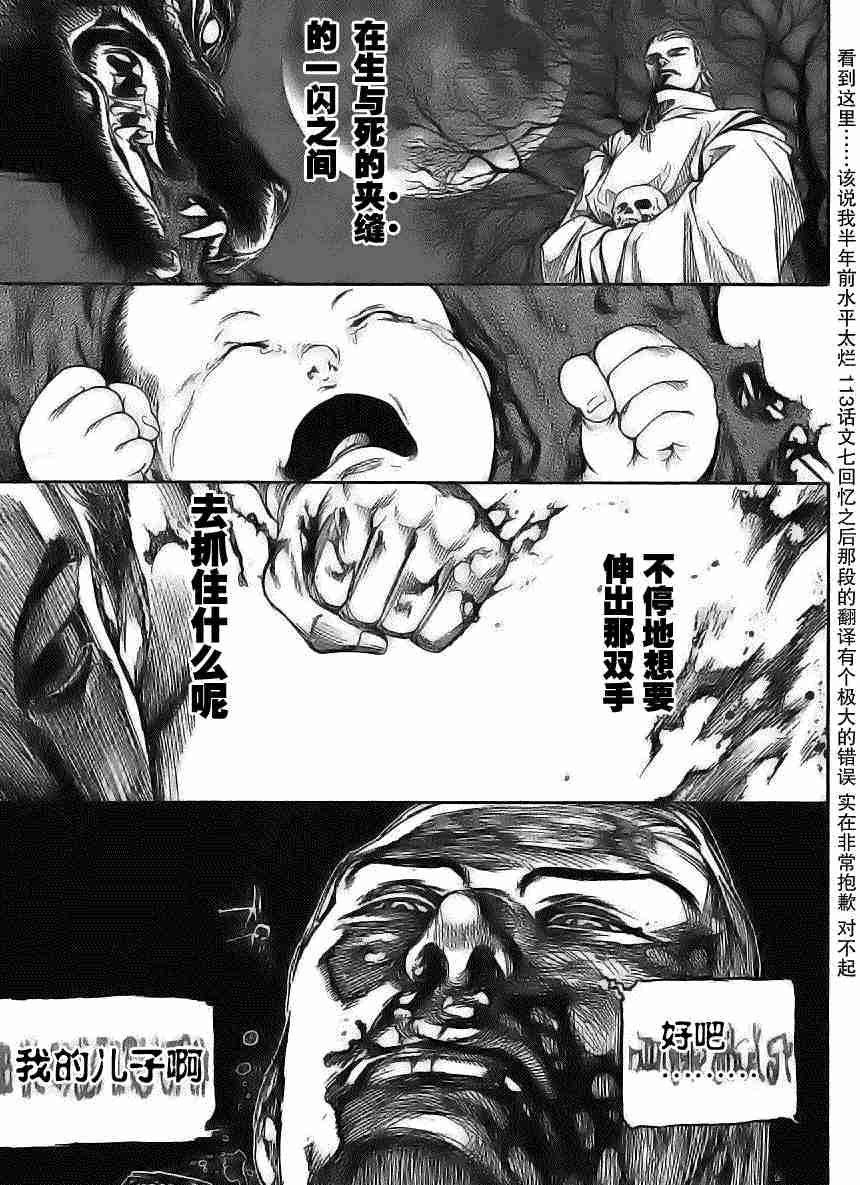 在生与死的夹缝
的一闪之间
不停地想要
伸出那双手
去抓住什么呢
好吧
·········
我的儿子啊
看到这里……该说我半年前水平太烂 113话文七回忆之后那段的翻译有个极大的错误 实在非常抱歉 对不起